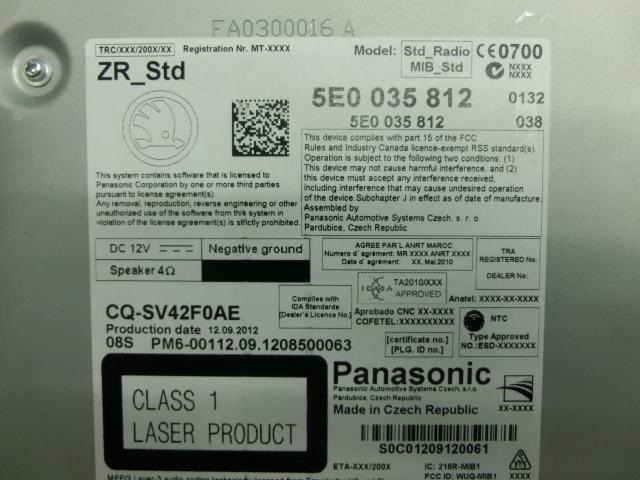 FA0300016 A
TRC/XXX/200X/XX Registration Nr. MT-XXXX
Model: Std_Radio
MIB_Std
CE0700
NXXX
NXXX
ZR_Std
5E0 035 812 0132
5E0 035 812 038
This device complies with part 15 of the FCC
Rules and Industry Canada licence-exempt RSS standard(s).
Operation is subject to the following two conditions: (1)
This device may not cause harmful interference, and (2)
this device must accept any interference received,
including interference that may cause undesired operation
of the device.Subchapter J in effect as of date of manufacture.
Assembled by
Panasonic Automotive Systems Czech, s. r. o.
Pardubice, Czech Republic
This system contains software that is licensed to
Panasonic Corporation by one or more third parties
pursuant to license agreements.
Any removal, reproduction, reverse engineering or other
unauthorized use of the software from this system in
violation of the license agreement(s) is strictly prohibited.
DC 12V Negative ground
Speaker 4Ω
AGREE PAR'L ANRT MAROC
Numero d´ agrément: MR XXXX ANRT XXXX
Date d´ agrément: XX. Mai.2010
TRA
REGISTERED No.
DEALER No:
ICASA
TA2010/XXX
APPROVED
Anatel: XXXX-XX-XXXX
CQ-SV42F0AE
Complies with
IDA Standards
[Dealer's Licence No.]
Aprobado CNC XX-XXXX
COFETEL:XXXXXXXXX
NTC
Type Approved
NO.:ESD-XXXXXXX
Production date 12.09.2012
08S PM6-00112.09.1208500063
[certificate no.]
[PLG. ID no.]
CLASS 1
LASER PRODUCT
Panasonic
Panasonic Automotive Systems Czech, s.r.o.
Pardubice, Czech Republic
Made in Czech Republic
XX-XXXX
S0C01209120061
ETA-XXX/200X IC: 216R-MIB1
FCC ID: WUQ-MIB1
XXXX